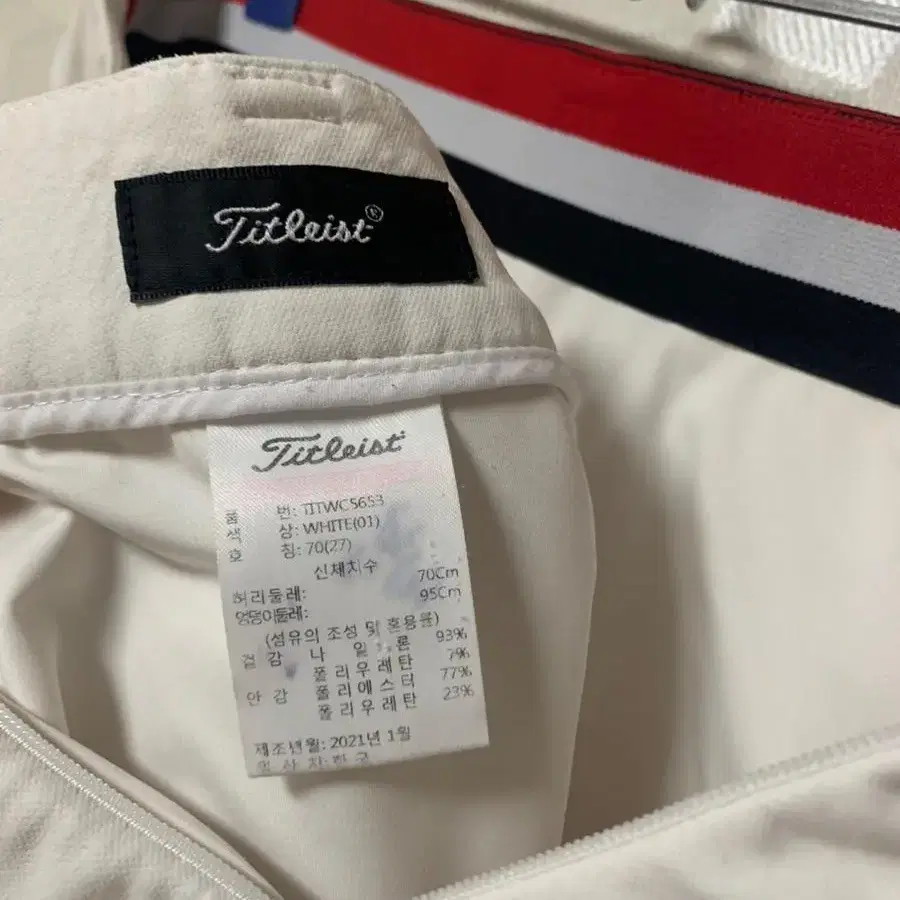 Titleist®
Titleist
품 번: TITWC5653
색 상: WHITE(01)
호 칭: 70(27)
신체치수
허리둘레: 70Cm
엉덩이둘레: 95Cm
(섬유의 조성 및 혼용률)
겉 감 나 일 론 93%
폴리우레탄 7%
안 감 폴리에스터 77%
폴리우레탄 23%
제조년월: 2021년 1월